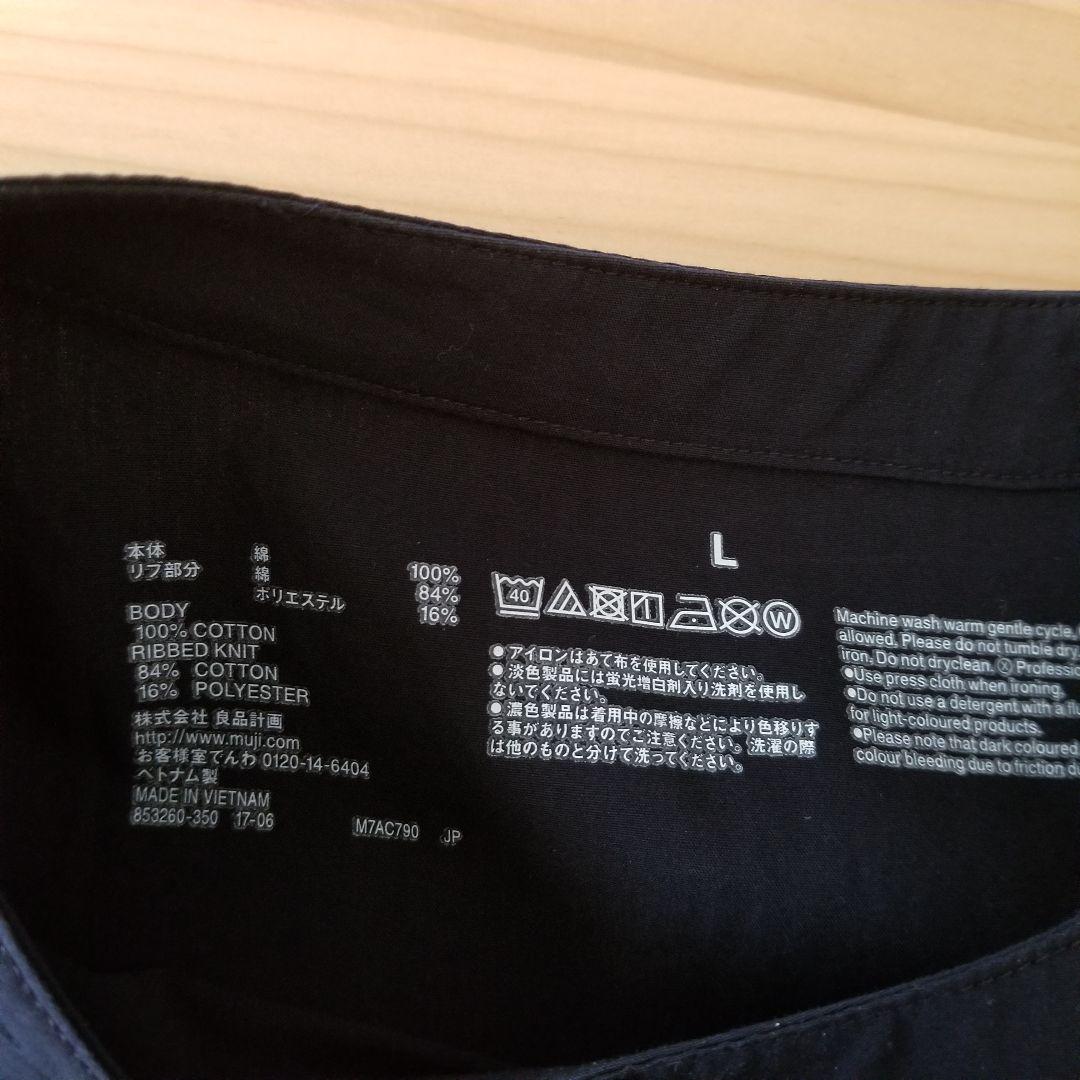 本体 綿 100%
リブ部分 綿 84%
ポリエステル 16%
BODY
100% COTTON
RIBBED KNIT
84% COTTON
16% POLYESTER
株式会社 良品計画
http://www.muji.com
お客様室でんわ 0120-14-6404
ベトナム製
MADE IN VIETNAM
853260-350 17-06 M7AC790 JP
L
40 W
●アイロンはあて布を使用してください。
●淡色製品には蛍光増白剤入り洗剤を使用し
ないでください。
●濃色製品は着用中の摩擦などにより色移りす
る事がありますのでご注意ください。洗濯の際
は他のものと分けて洗ってください。
Machine wash warm gentle cycle.
allowed. Please do not tumble dry.
iron. Do not dryclean. Ⓧ Professio
●Use press cloth when ironing.
●Do not use a detergent with a flu
for light-coloured products.
●Please note that dark coloured
colour bleeding due to friction du